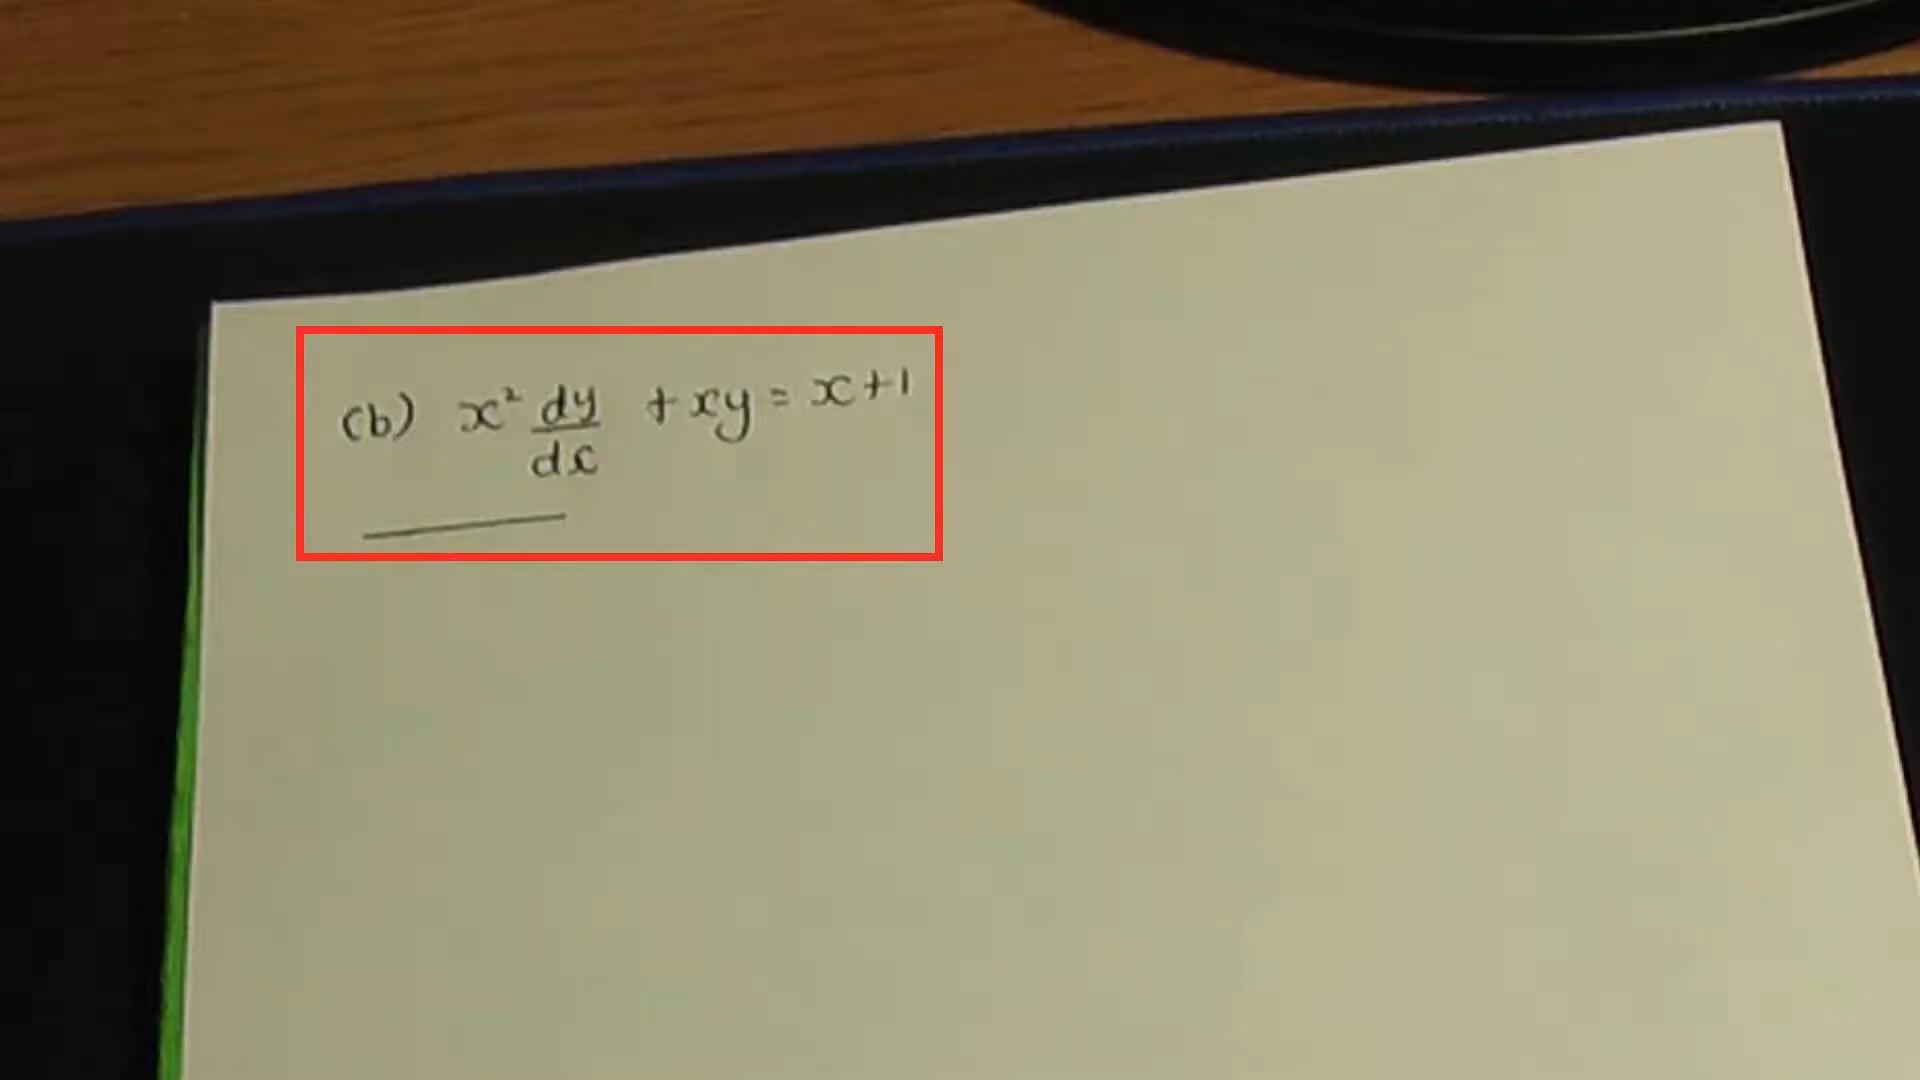 (b) x² dy/dx + xy = x+1